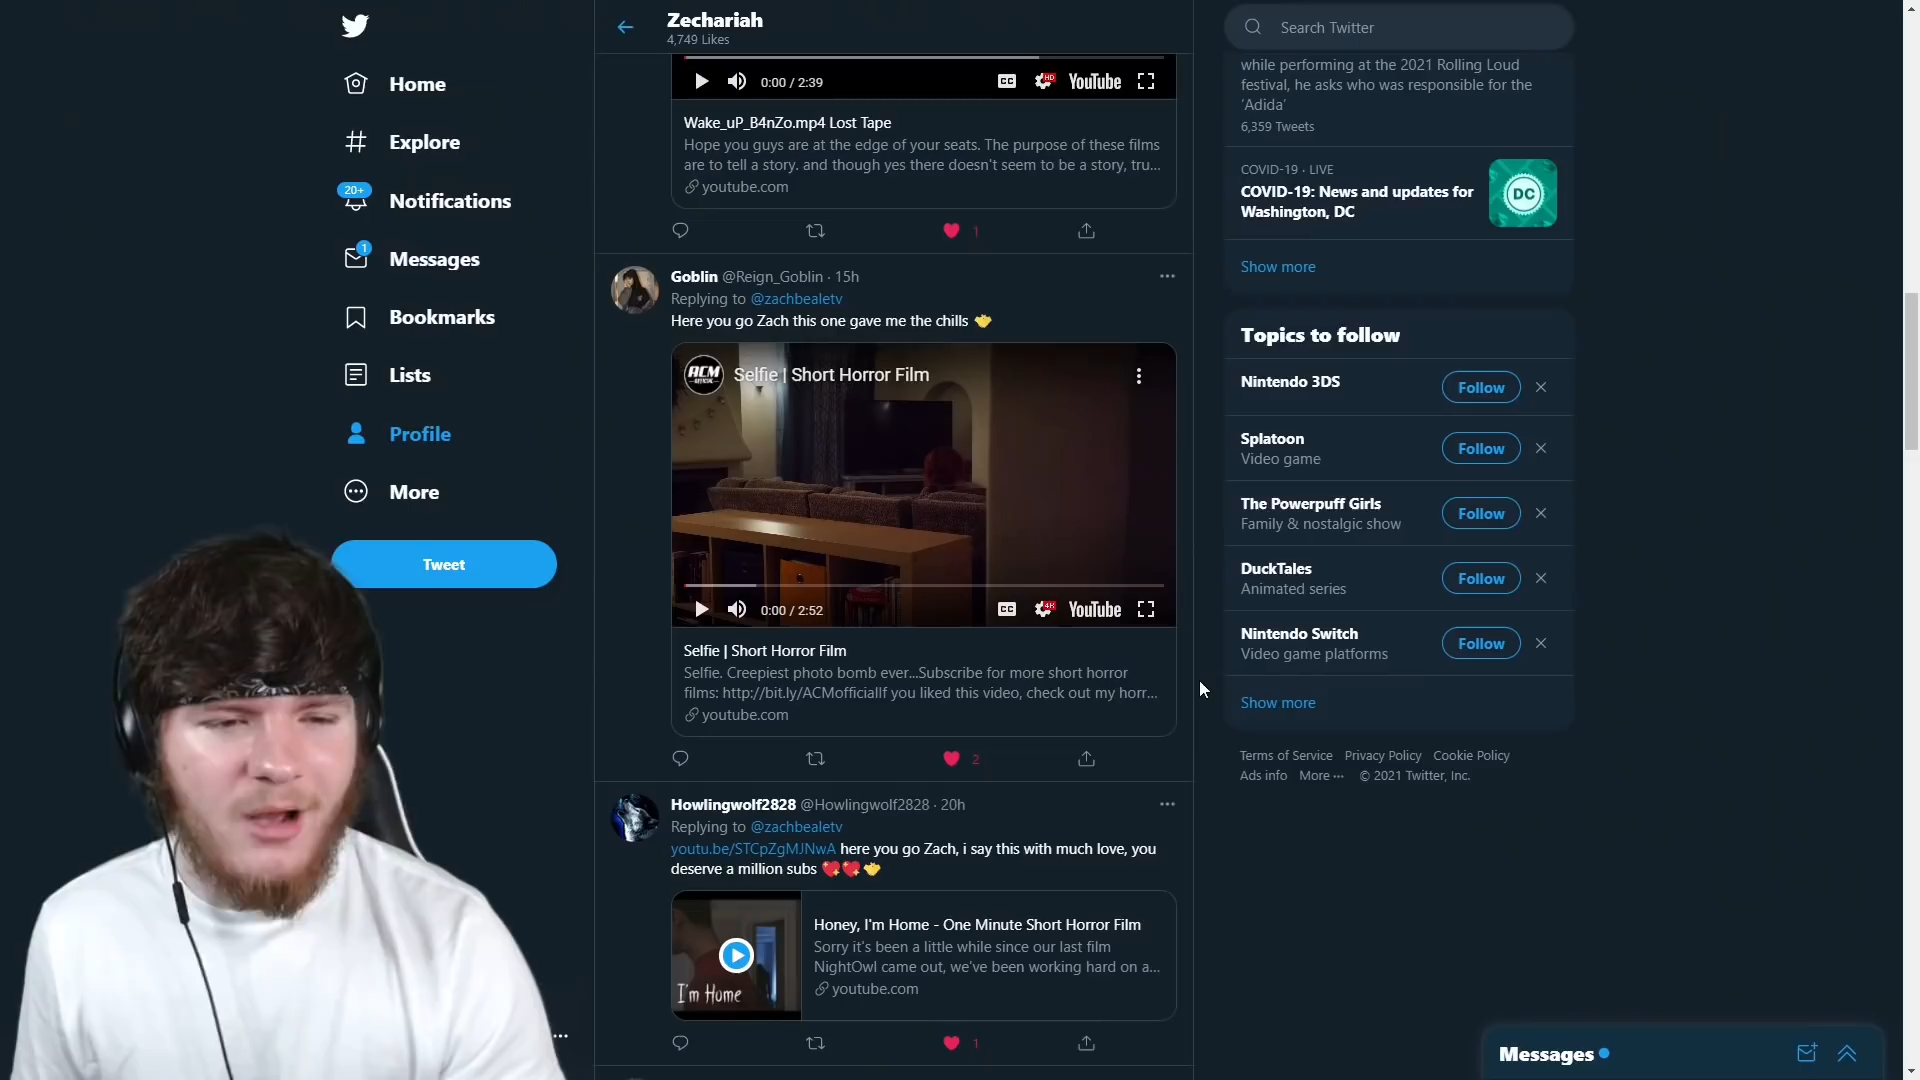 Home
Explore
20+
Notifications
1
Messages
Bookmarks
Lists
Profile
More
Tweet
Zechariah
4,749 Likes
0:00 / 2:39
CC
HD
YouTube
Wake_uP_B4nZo.mp4 Lost Tape
Hope you guys are at the edge of your seats. The purpose of these films
are to tell a story. and though yes there doesn't seem to be a story, tru...
youtube.com
1
Goblin @Reign_Goblin · 15h
Replying to @zachbealetv
Here you go Zach this one gave me the chills
ACM
Selfie | Short Horror Film
0:00 / 2:52
CC
4K
YouTube
Selfie | Short Horror Film
Selfie. Creepiest photo bomb ever...Subscribe for more short horror
films: http://bit.ly/ACMofficialIf you liked this video, check out my horr...
youtube.com
2
Howlingwolf2828 @Howlingwolf2828 · 20h
Replying to @zachbealetv
youtu.be/STCpZgMJNwA here you go Zach, i say this with much love, you
deserve a million subs
I'm Home
Honey, I'm Home - One Minute Short Horror Film
Sorry it's been a little while since our last film
NightOwl came out, we've been working hard on a...
youtube.com
1
Search Twitter
while performing at the 2021 Rolling Loud
festival, he asks who was responsible for the
‘Adida’
6,359 Tweets
COVID-19 · LIVE
COVID-19: News and updates for
Washington, DC
DC
Show more
Topics to follow
Nintendo 3DS
Follow
Splatoon
Video game
Follow
The Powerpuff Girls
Family & nostalgic show
Follow
DuckTales
Animated series
Follow
Nintendo Switch
Video game platforms
Follow
Show more
Terms of Service Privacy Policy Cookie Policy
Ads info More ··· © 2021 Twitter, Inc.
Messages